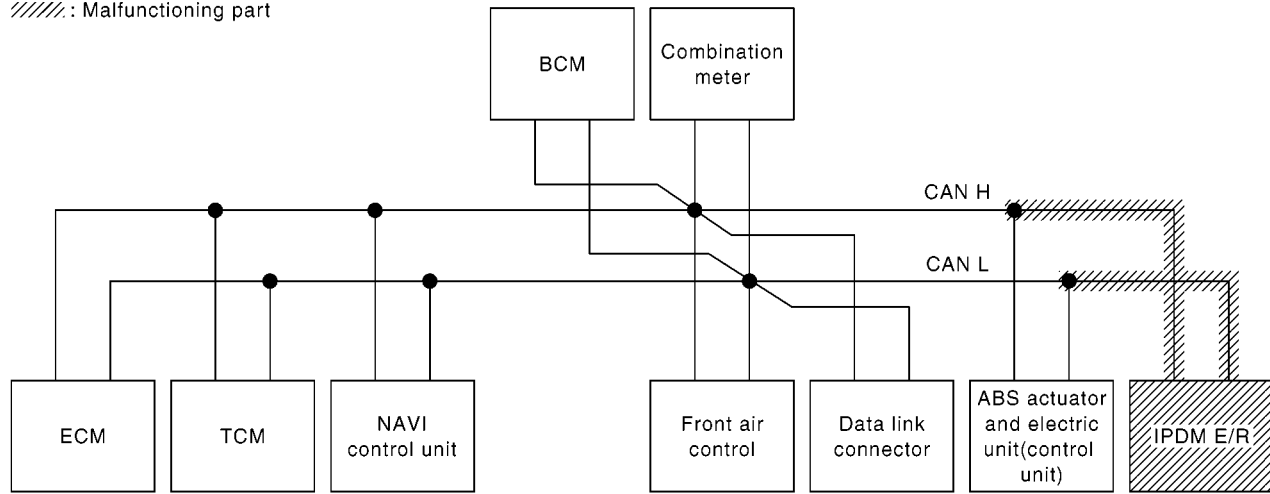 : Malfunctioning part
BCM
Combination
meter
CAN H
CAN L
ECM
TCM
NAVI
control unit
Front air
control
Data link
connector
ABS actuator
and electric
unit(control
unit)
IPDM E/R